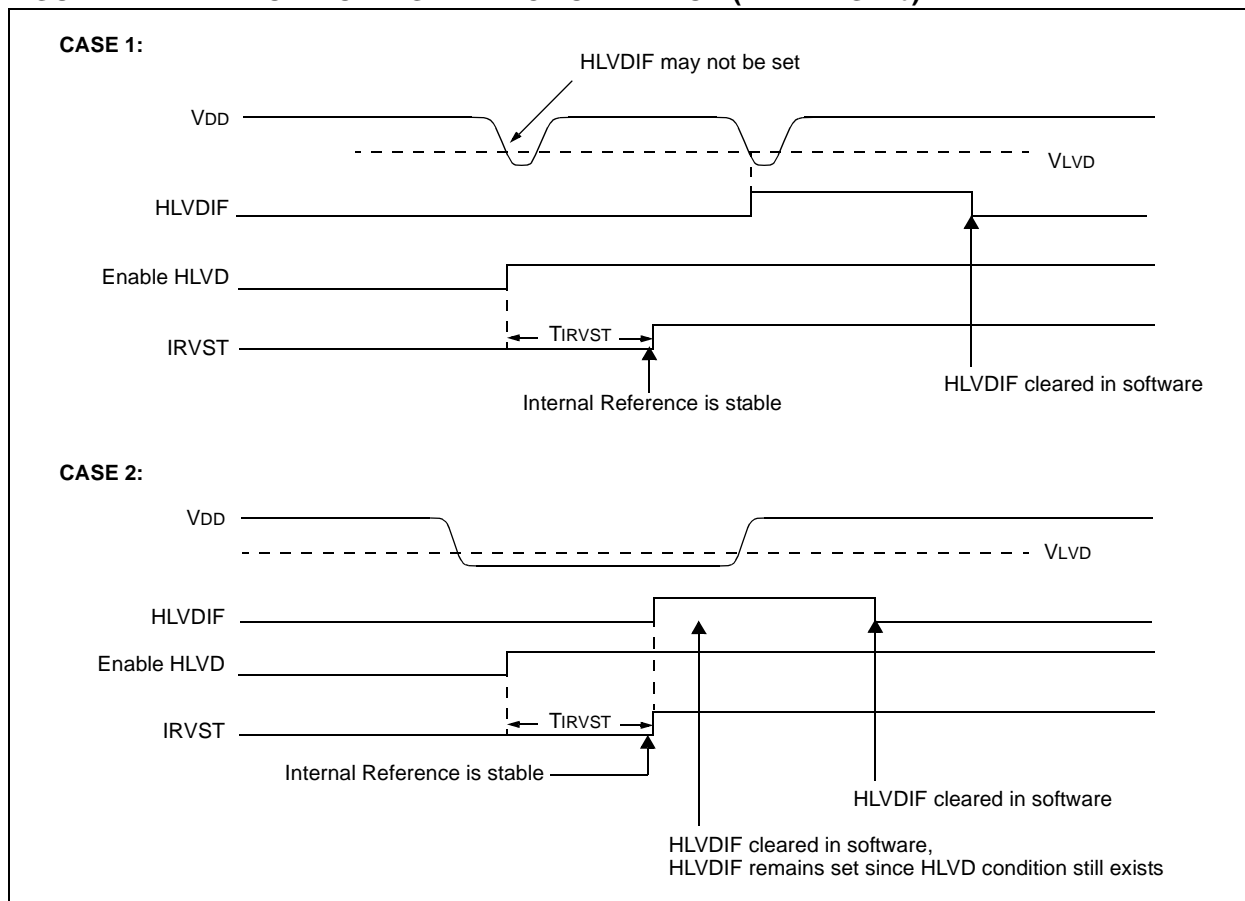 CASE 1:
HLVDIF may not be set
VDD
VLVD
HLVDIF
Enable HLVD
TIRVST
IRVST
HLVDIF cleared in software
Internal Reference is stable
CASE 2:
VDD
VLVD
HLVDIF
Enable HLVD
TIRVST
IRVST
Internal Reference is stable
HLVDIF cleared in software
HLVDIF cleared in software,
HLVDIF remains set since HLVD condition still exists